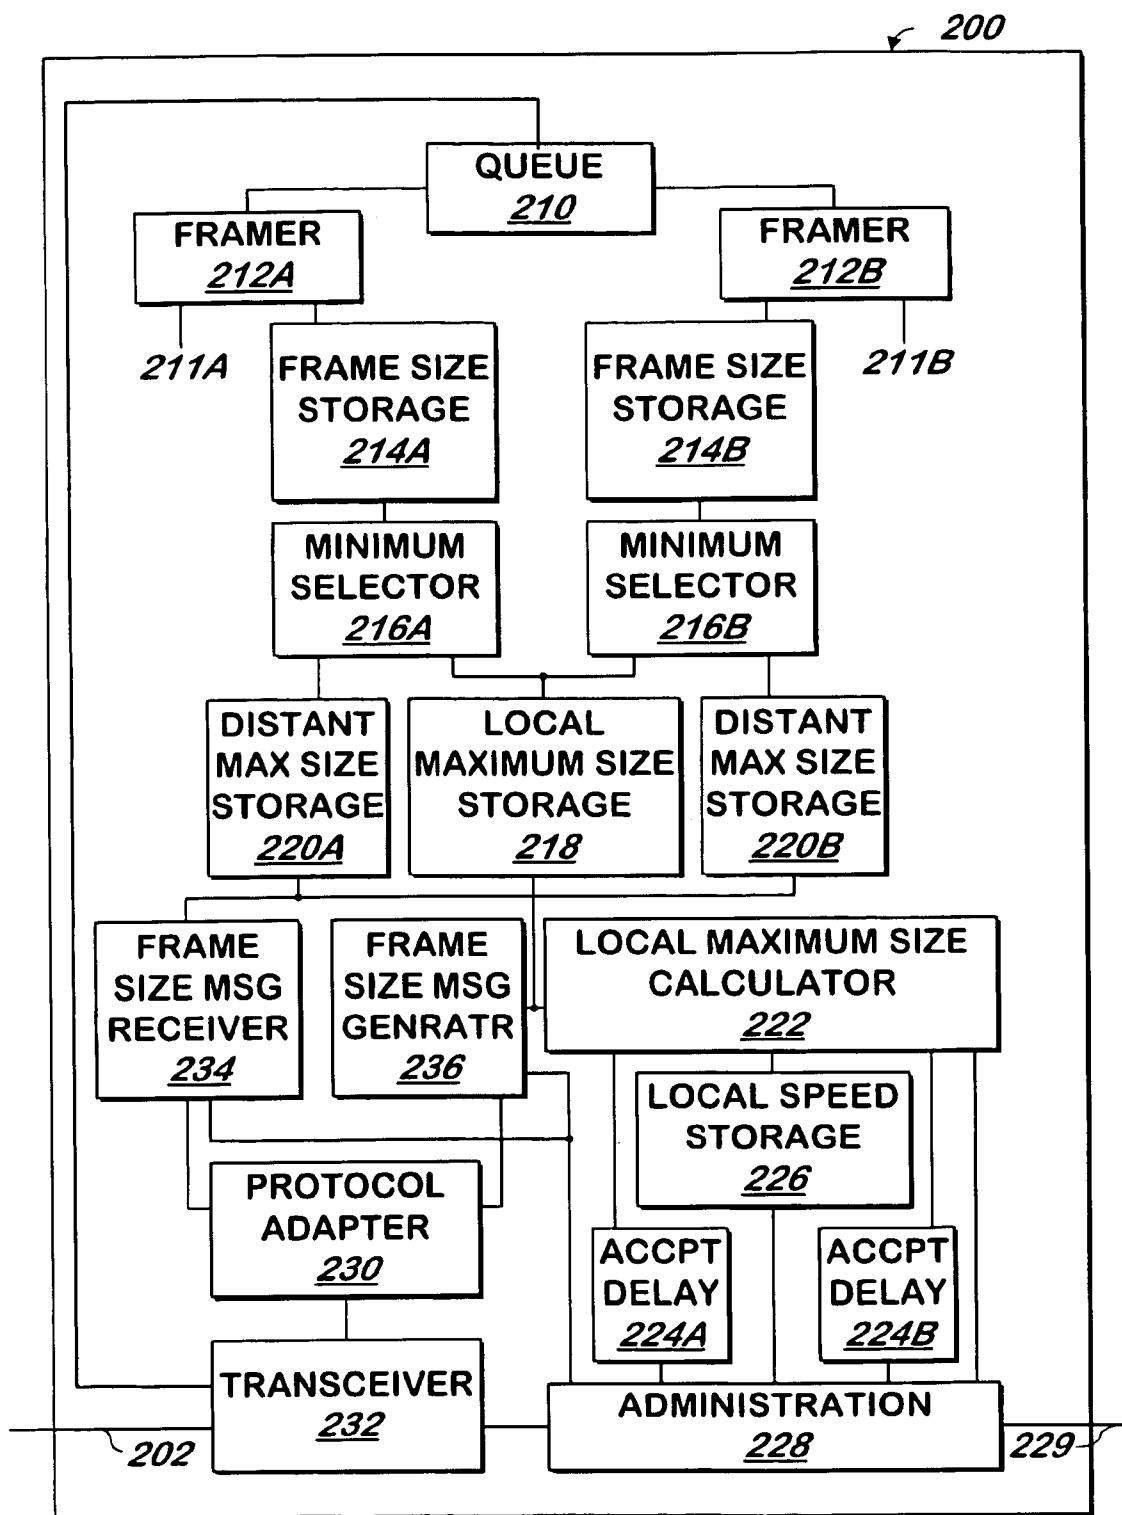 200
QUEUE
210
FRAMER
212A
FRAMER
212B
211A
211B
FRAME SIZE
STORAGE
214A
FRAME SIZE
STORAGE
214B
MINIMUM
SELECTOR
216A
MINIMUM
SELECTOR
216B
DISTANT
MAX SIZE
STORAGE
220A
LOCAL
MAXIMUM SIZE
STORAGE
218
DISTANT
MAX SIZE
STORAGE
220B
FRAME
SIZE MSG
RECEIVER
234
FRAME
SIZE MSG
GENRATR
236
LOCAL MAXIMUM SIZE
CALCULATOR
222
LOCAL SPEED
STORAGE
226
PROTOCOL
ADAPTER
230
ACCPT
DELAY
224A
ACCPT
DELAY
224B
TRANSCEIVER
232
ADMINISTRATION
228
202
229